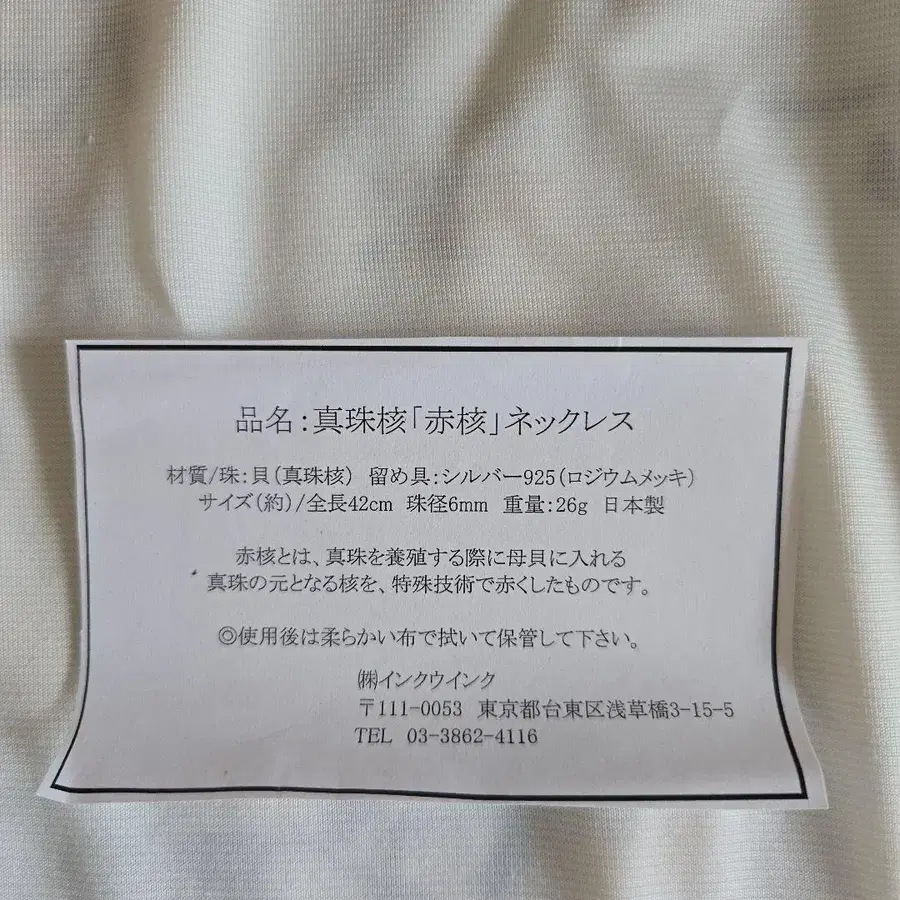 品名：真珠核「赤核」ネックレス
材質/珠：貝（真珠核） 留め具：シルバー925（ロジウムメッキ）
サイズ（約）/全長42cm 珠径6mm 重量：26g 日本製
赤核とは、真珠を養殖する際に母貝に入れる
真珠の元となる核を、特殊技術で赤くしたものです。
◎使用後は柔らかい布で拭いて保管して下さい。
㈱インクウインク
〒111-0053 東京都台東区浅草橋3-15-5
TEL 03-3862-4116